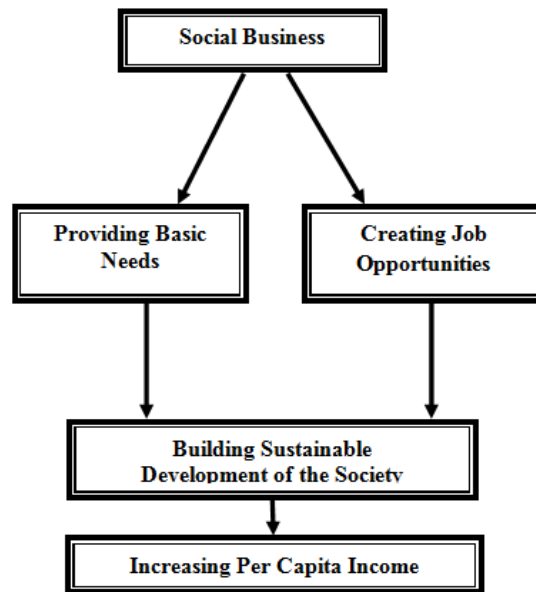 Social Business
Providing Basic
Needs
Creating Job
Opportunities
Building Sustainable
Development of the Society
Increasing Per Capita Income